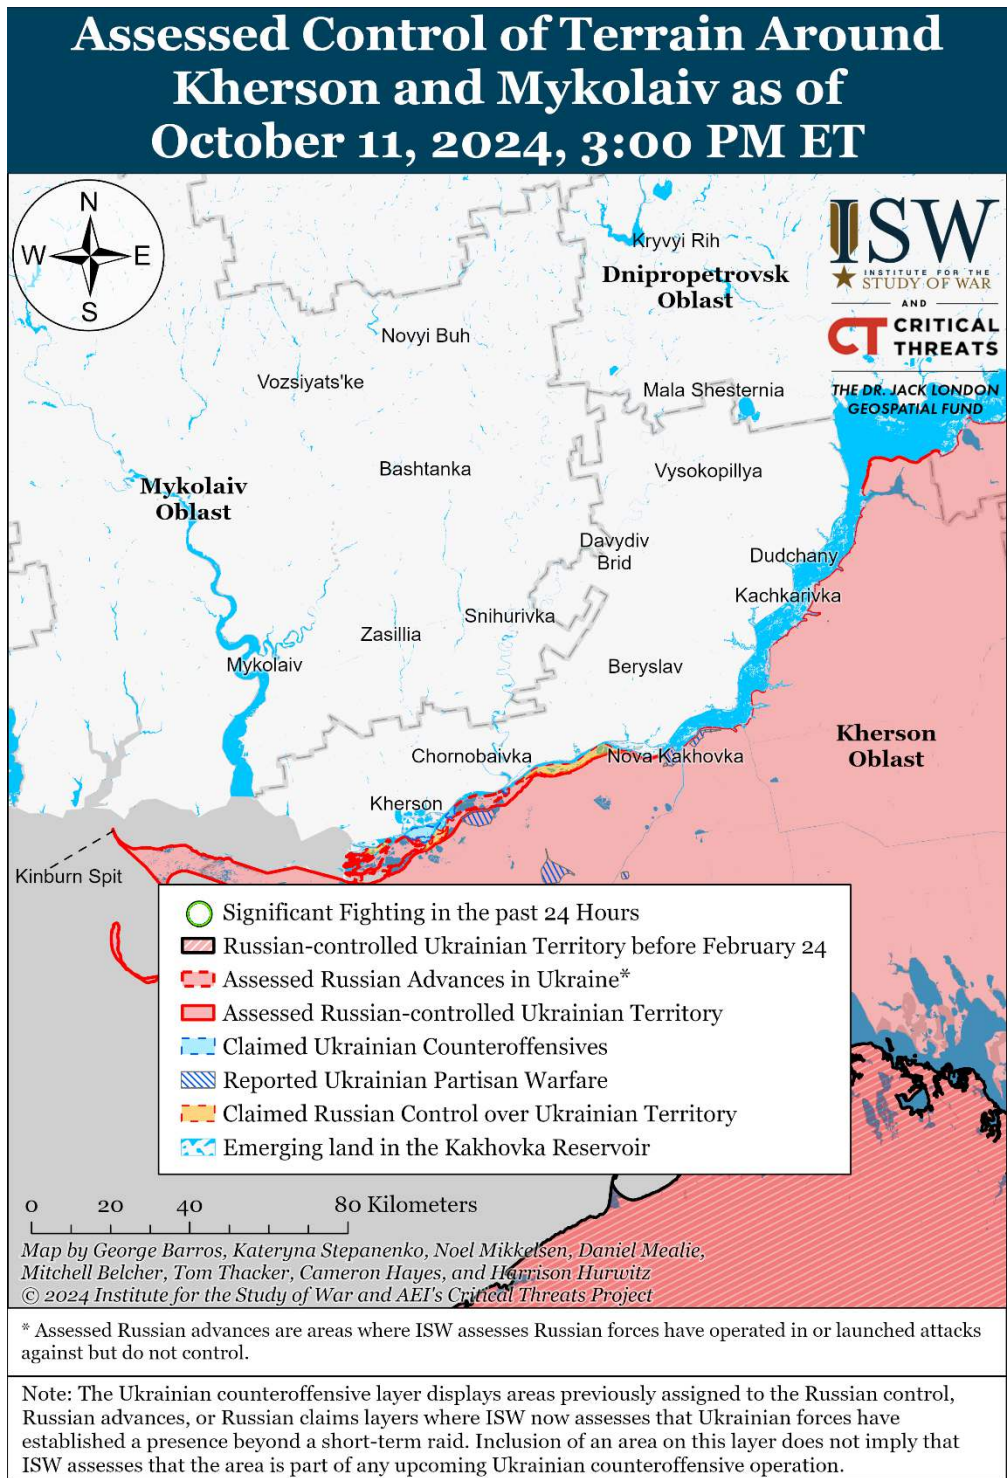 Assessed Control of Terrain Around
Kherson and Mykolaiv as of
October 11, 2024, 3:00 PM ET
N
W E
S
ISW
INSTITUTE FOR THE
STUDY OF WAR
AND
CT CRITICAL
THREATS
THE DR. JACK LONDON
GEOSPATIAL FUND
Kryvyi Rih
Dnipropetrovsk
Oblast
Novyi Buh
Vozsiyats'ke
Mala Shesternia
Bashtanka
Vysokopillya
Mykolaiv
Oblast
Davydiv
Brid
Dudchany
Kachkarivka
Snihurivka
Zasillia
Mykolaiv
Beryslav
Kherson
Oblast
Chornobaivka
Nova Kakhovka
Kherson
Kinburn Spit
Significant Fighting in the past 24 Hours
Russian-controlled Ukrainian Territory before February 24
Assessed Russian Advances in Ukraine*
Assessed Russian-controlled Ukrainian Territory
Claimed Ukrainian Counteroffensives
Reported Ukrainian Partisan Warfare
Claimed Russian Control over Ukrainian Territory
Emerging land in the Kakhovka Reservoir
0 20 40 80 Kilometers
Map by George Barros, Kateryna Stepanenko, Noel Mikkelsen, Daniel Mealie,
Mitchell Belcher, Tom Thacker, Cameron Hayes, and Harrison Hurwitz
© 2024 Institute for the Study of War and AEI's Critical Threats Project
* Assessed Russian advances are areas where ISW assesses Russian forces have operated in or launched attacks
against but do not control.
Note: The Ukrainian counteroffensive layer displays areas previously assigned to the Russian control,
Russian advances, or Russian claims layers where ISW now assesses that Ukrainian forces have
established a presence beyond a short-term raid. Inclusion of an area on this layer does not imply that
ISW assesses that the area is part of any upcoming Ukrainian counteroffensive operation.